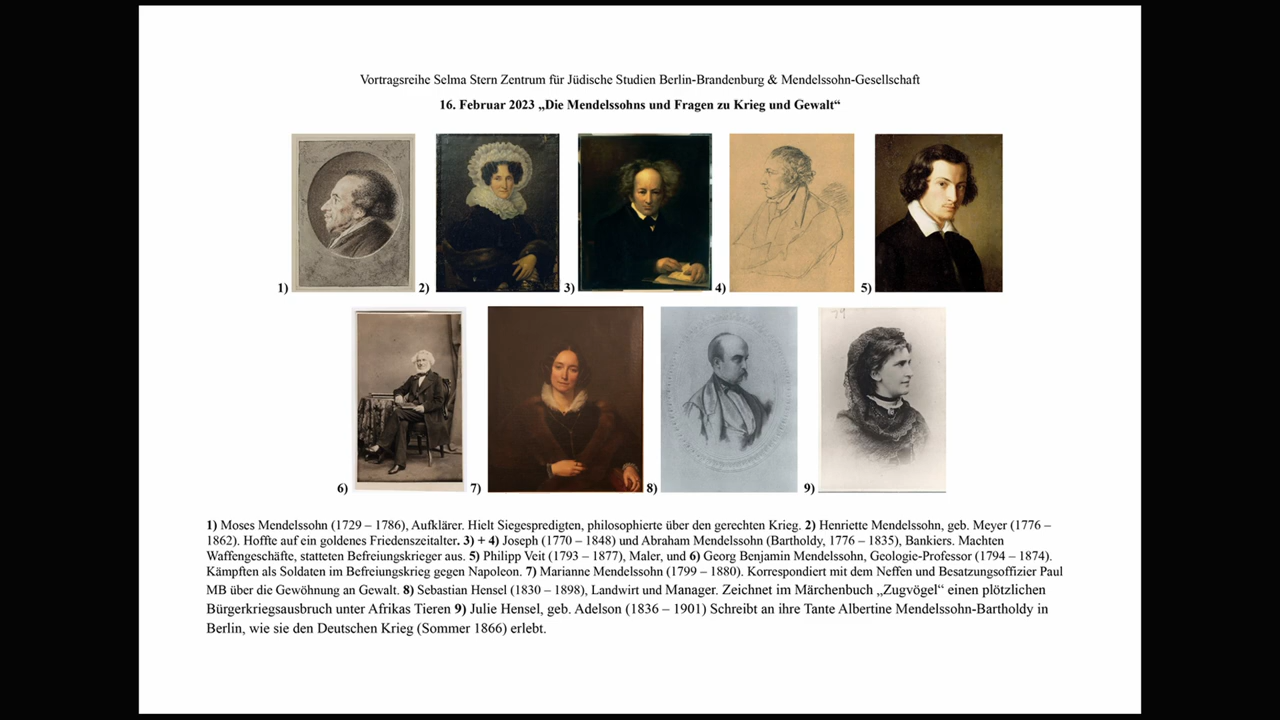 Vortragsreihe Selma Stern Zentrum für Jüdische Studien Berlin-Brandenburg & Mendelssohn-Gesellschaft
16. Februar 2023 „Die Mendelssohns und Fragen zu Krieg und Gewalt“
1)
2)
3)
4)
5)
6)
7)
8)
9)
1) Moses Mendelssohn (1729 – 1786), Aufklärer. Hielt Siegespredigten, philosophierte über den gerechten Krieg. 2) Henriette Mendelssohn, geb. Meyer (1776 –
1862). Hoffte auf ein goldenes Friedenszeitalter. 3) + 4) Joseph (1770 – 1848) und Abraham Mendelssohn (Bartholdy, 1776 – 1835), Bankiers. Machten
Waffengeschäfte, statteten Befreiungskrieger aus. 5) Philipp Veit (1793 – 1877), Maler, und 6) Georg Benjamin Mendelssohn, Geologie-Professor (1794 – 1874).
Kämpften als Soldaten im Befreiungskrieg gegen Napoleon. 7) Marianne Mendelssohn (1799 – 1880). Korrespondiert mit dem Neffen und Besatzungsoffizier Paul
MB über die Gewöhnung an Gewalt. 8) Sebastian Hensel (1830 – 1898), Landwirt und Manager. Zeichnet im Märchenbuch „Zugvögel“ einen plötzlichen
Bürgerkriegsausbruch unter Afrikas Tieren 9) Julie Hensel, geb. Adelson (1836 – 1901) Schreibt an ihre Tante Albertine Mendelssohn-Bartholdy in
Berlin, wie sie den Deutschen Krieg (Sommer 1866) erlebt.